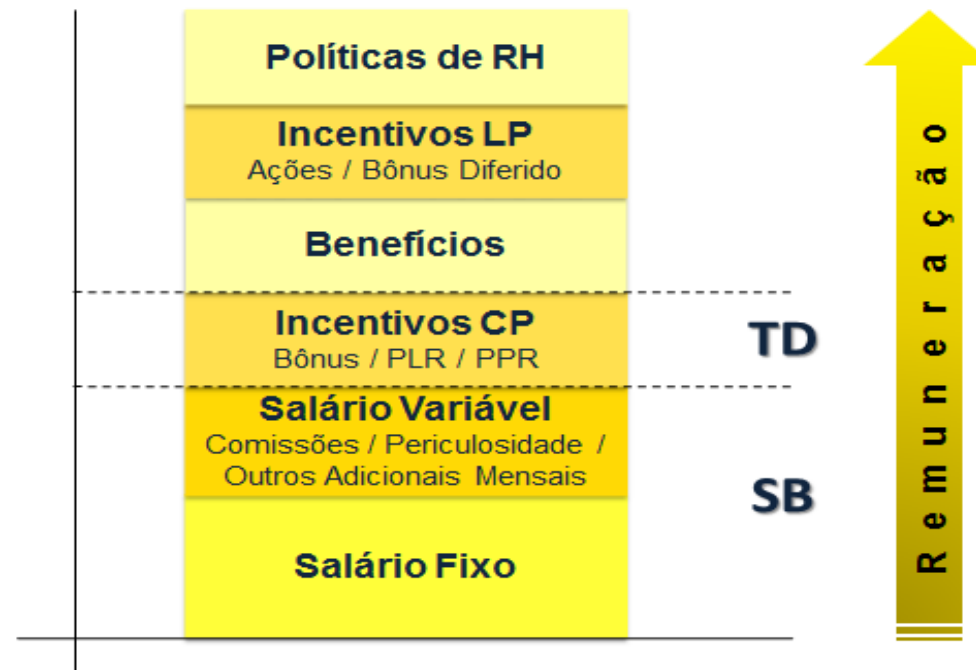 Políticas de RH
Incentivos LP
Ações / Bônus Diferido
Benefícios
Incentivos CP
Bônus / PLR / PPR
TD
Salário Variável
Comissões / Periculosidade /
Outros Adicionais Mensais
SB
Salário Fixo
Remuneração